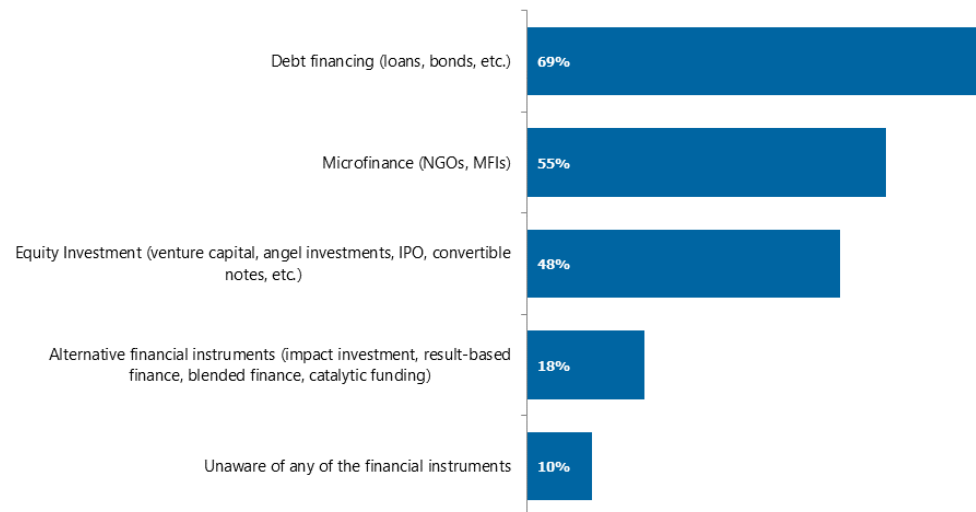 Debt financing (loans, bonds, etc.)
69%
Microfinance (NGOs, MFIs)
55%
Equity Investment (venture capital, angel investments, IPO, convertible
notes, etc.)
48%
Alternative financial instruments (impact investment, result-based
finance, blended finance, catalytic funding)
18%
Unaware of any of the financial instruments
10%